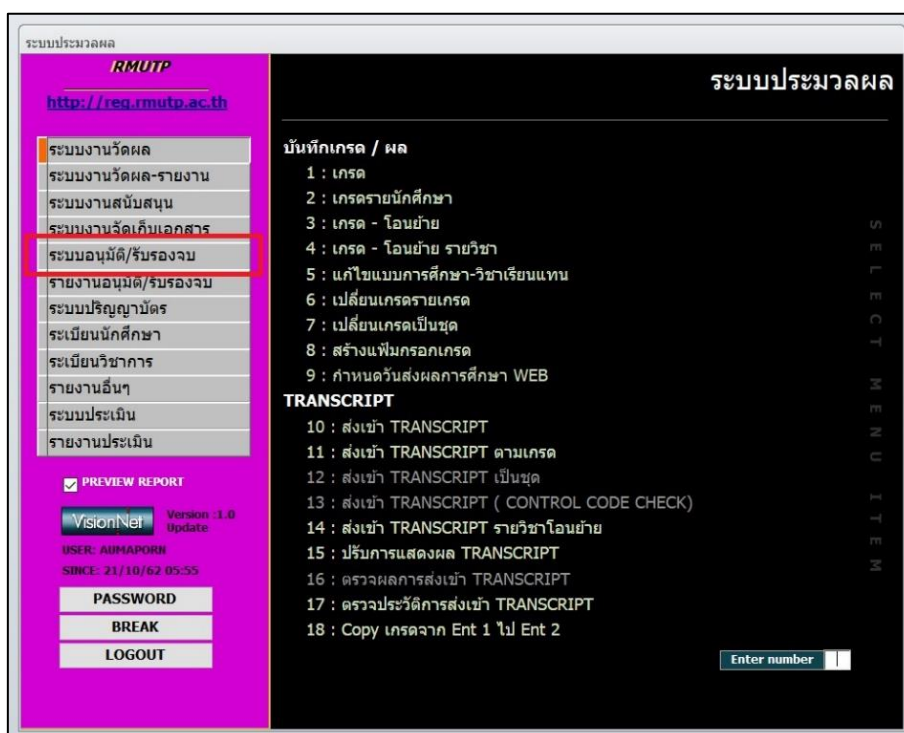 ระบบประมวลผล
RMUTP
http://reg.rmutp.ac.th
ระบบงานวัดผล
ระบบงานวัดผล-รายงาน
ระบบงานสนับสนุน
ระบบงานจัดเก็บเอกสาร
ระบบอนุมัติ/รับรองจบ
รายงานอนุมัติ/รับรองจบ
ระบบปริญญาบัตร
ระเบียนนักศึกษา
ระเบียนวิชาการ
รายงานอื่นๆ
ระบบประเมิน
รายงานประเมิน
PREVIEW REPORT
VisionNet
Version :1.0
Update
USER: AUMAPORN
SINCE: 21/10/62 05:55
PASSWORD
BREAK
LOGOUT
ระบบประมวลผล
บันทึกเกรด / ผล
1 : เกรด
2 : เกรดรายนักศึกษา
3 : เกรด - โอนย้าย
4 : เกรด - โอนย้าย รายวิชา
5 : แก้ไขแบบการศึกษา-วิชาเรียนแทน
6 : เปลี่ยนเกรดรายเกรด
7 : เปลี่ยนเกรดเป็นชุด
8 : สร้างแฟ้มกรอกเกรด
9 : กำหนดวันส่งผลการศึกษา WEB
TRANSCRIPT
10 : ส่งเข้า TRANSCRIPT
11 : ส่งเข้า TRANSCRIPT ตามเกรด
12 : ส่งเข้า TRANSCRIPT เป็นชุด
13 : ส่งเข้า TRANSCRIPT ( CONTROL CODE CHECK)
14 : ส่งเข้า TRANSCRIPT รายวิชาโอนย้าย
15 : ปรับการแสดงผล TRANSCRIPT
16 : ตรวจผลการส่งเข้า TRANSCRIPT
17 : ตรวจประวัติการส่งเข้า TRANSCRIPT
18 : Copy เกรดจาก Ent 1 ไป Ent 2
SELECT MENU ITEM
Enter number